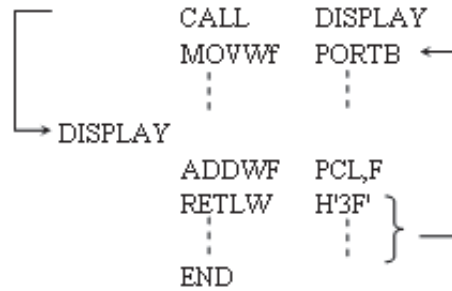 CALL DISPLAY
MOVWf PORTB
DISPLAY
ADDWF PCL,F
RETLW H'3F'
END